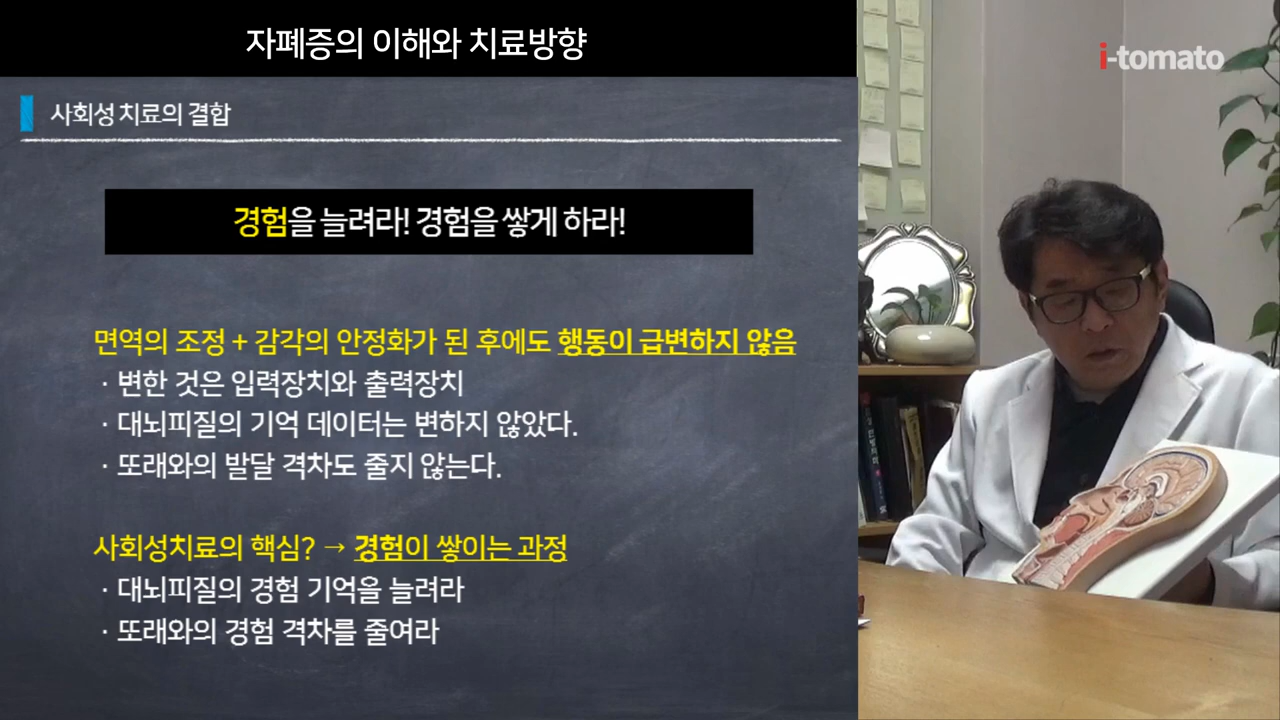 자폐증의 이해와 치료방향
i-tomato
사회성 치료의 결합
경험을 늘려라! 경험을 쌓게 하라!
면역의 조정 + 감각의 안정화가 된 후에도 행동이 급변하지 않음
· 변한 것은 입력장치와 출력장치
· 대뇌피질의 기억 데이터는 변하지 않았다.
· 또래와의 발달 격차도 줄지 않는다.
사회성치료의 핵심? → 경험이 쌓이는 과정
· 대뇌피질의 경험 기억을 늘려라
· 또래와의 경험 격차를 줄여라